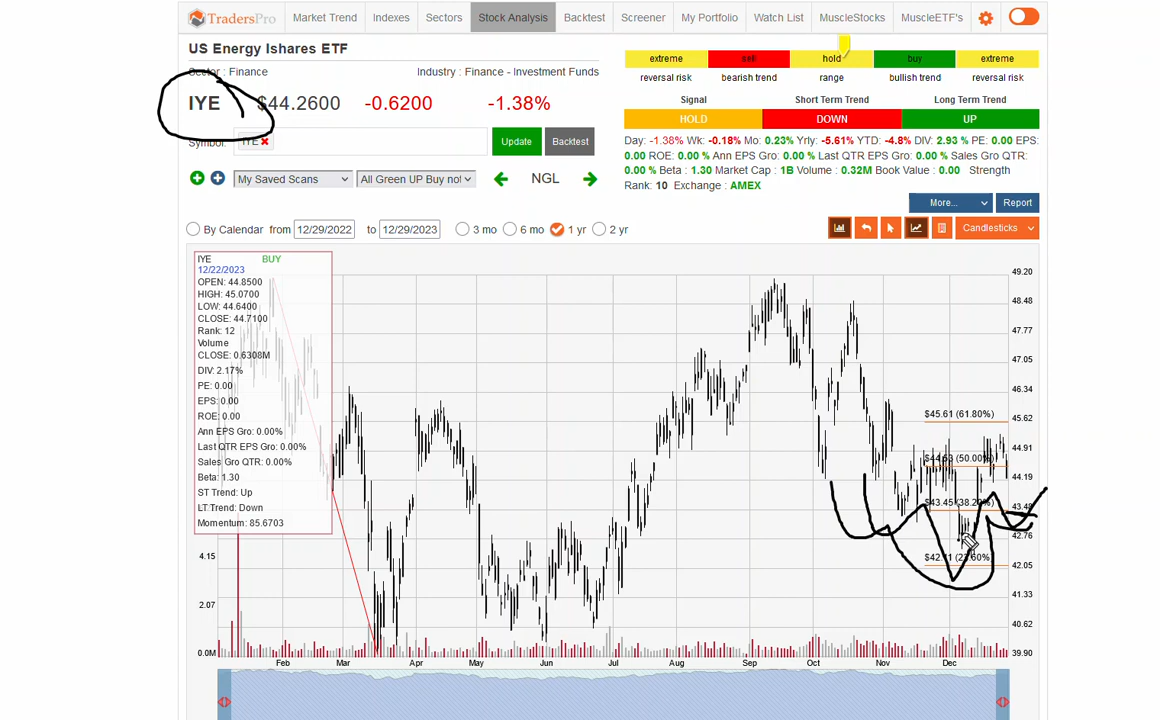 TradersPro Market Trend Indexes Sectors Stock Analysis Backtest Screener My Portfolio Watch List MuscleStocks MuscleETF's
US Energy Ishares ETF
Sector : Finance Industry : Finance - Investment Funds
IYE $44.2600 -0.6200 -1.38%
Symbol: IYE Update Backtest
My Saved Scans All Green UP Buy not NGL
extreme sell hold buy extreme
reversal risk bearish trend range bullish trend reversal risk
Signal Short Term Trend Long Term Trend
HOLD DOWN UP
Day: -1.38% Wk: -0.18% Mo: 0.23% Yrly: -5.61% YTD: -4.8% DIV: 2.93 % PE: 0.00 EPS:
0.00 ROE: 0.00 % Ann EPS Gro: 0.00 % Last QTR EPS Gro: 0.00 % Sales Gro QTR:
0.00 % Beta : 1.30 Market Cap : 1B Volume : 0.32M Book Value : 0.00 Strength
Rank: 10 Exchange : AMEX
More... Report
By Calendar from 12/29/2022 to 12/29/2023 3 mo 6 mo 1 yr 2 yr Candlesticks
IYE BUY
12/22/2023
OPEN: 44.8500
HIGH: 45.0700
LOW: 44.6400
CLOSE: 44.7100
Rank: 12
Volume
CLOSE: 0.6308M
DIV: 2.17%
PE: 0.00
EPS: 0.00
ROE: 0.00
Ann EPS Gro: 0.00%
Last QTR EPS Gro: 0.00%
Sales Gro QTR: 0.00%
Beta: 1.30
ST Trend: Up
LT Trend: Down
Momentum: 85.6703
4.15
2.07
0.0M
49.20
48.48
47.77
47.05
46.34
45.62
44.91
44.19
43.48
42.76
42.05
41.33
40.62
39.90
$45.61 (61.80%)
(50.00%)
$43.45 (38.20%)
Feb Mar Apr May Jun Jul Aug Sep Oct Nov Dec